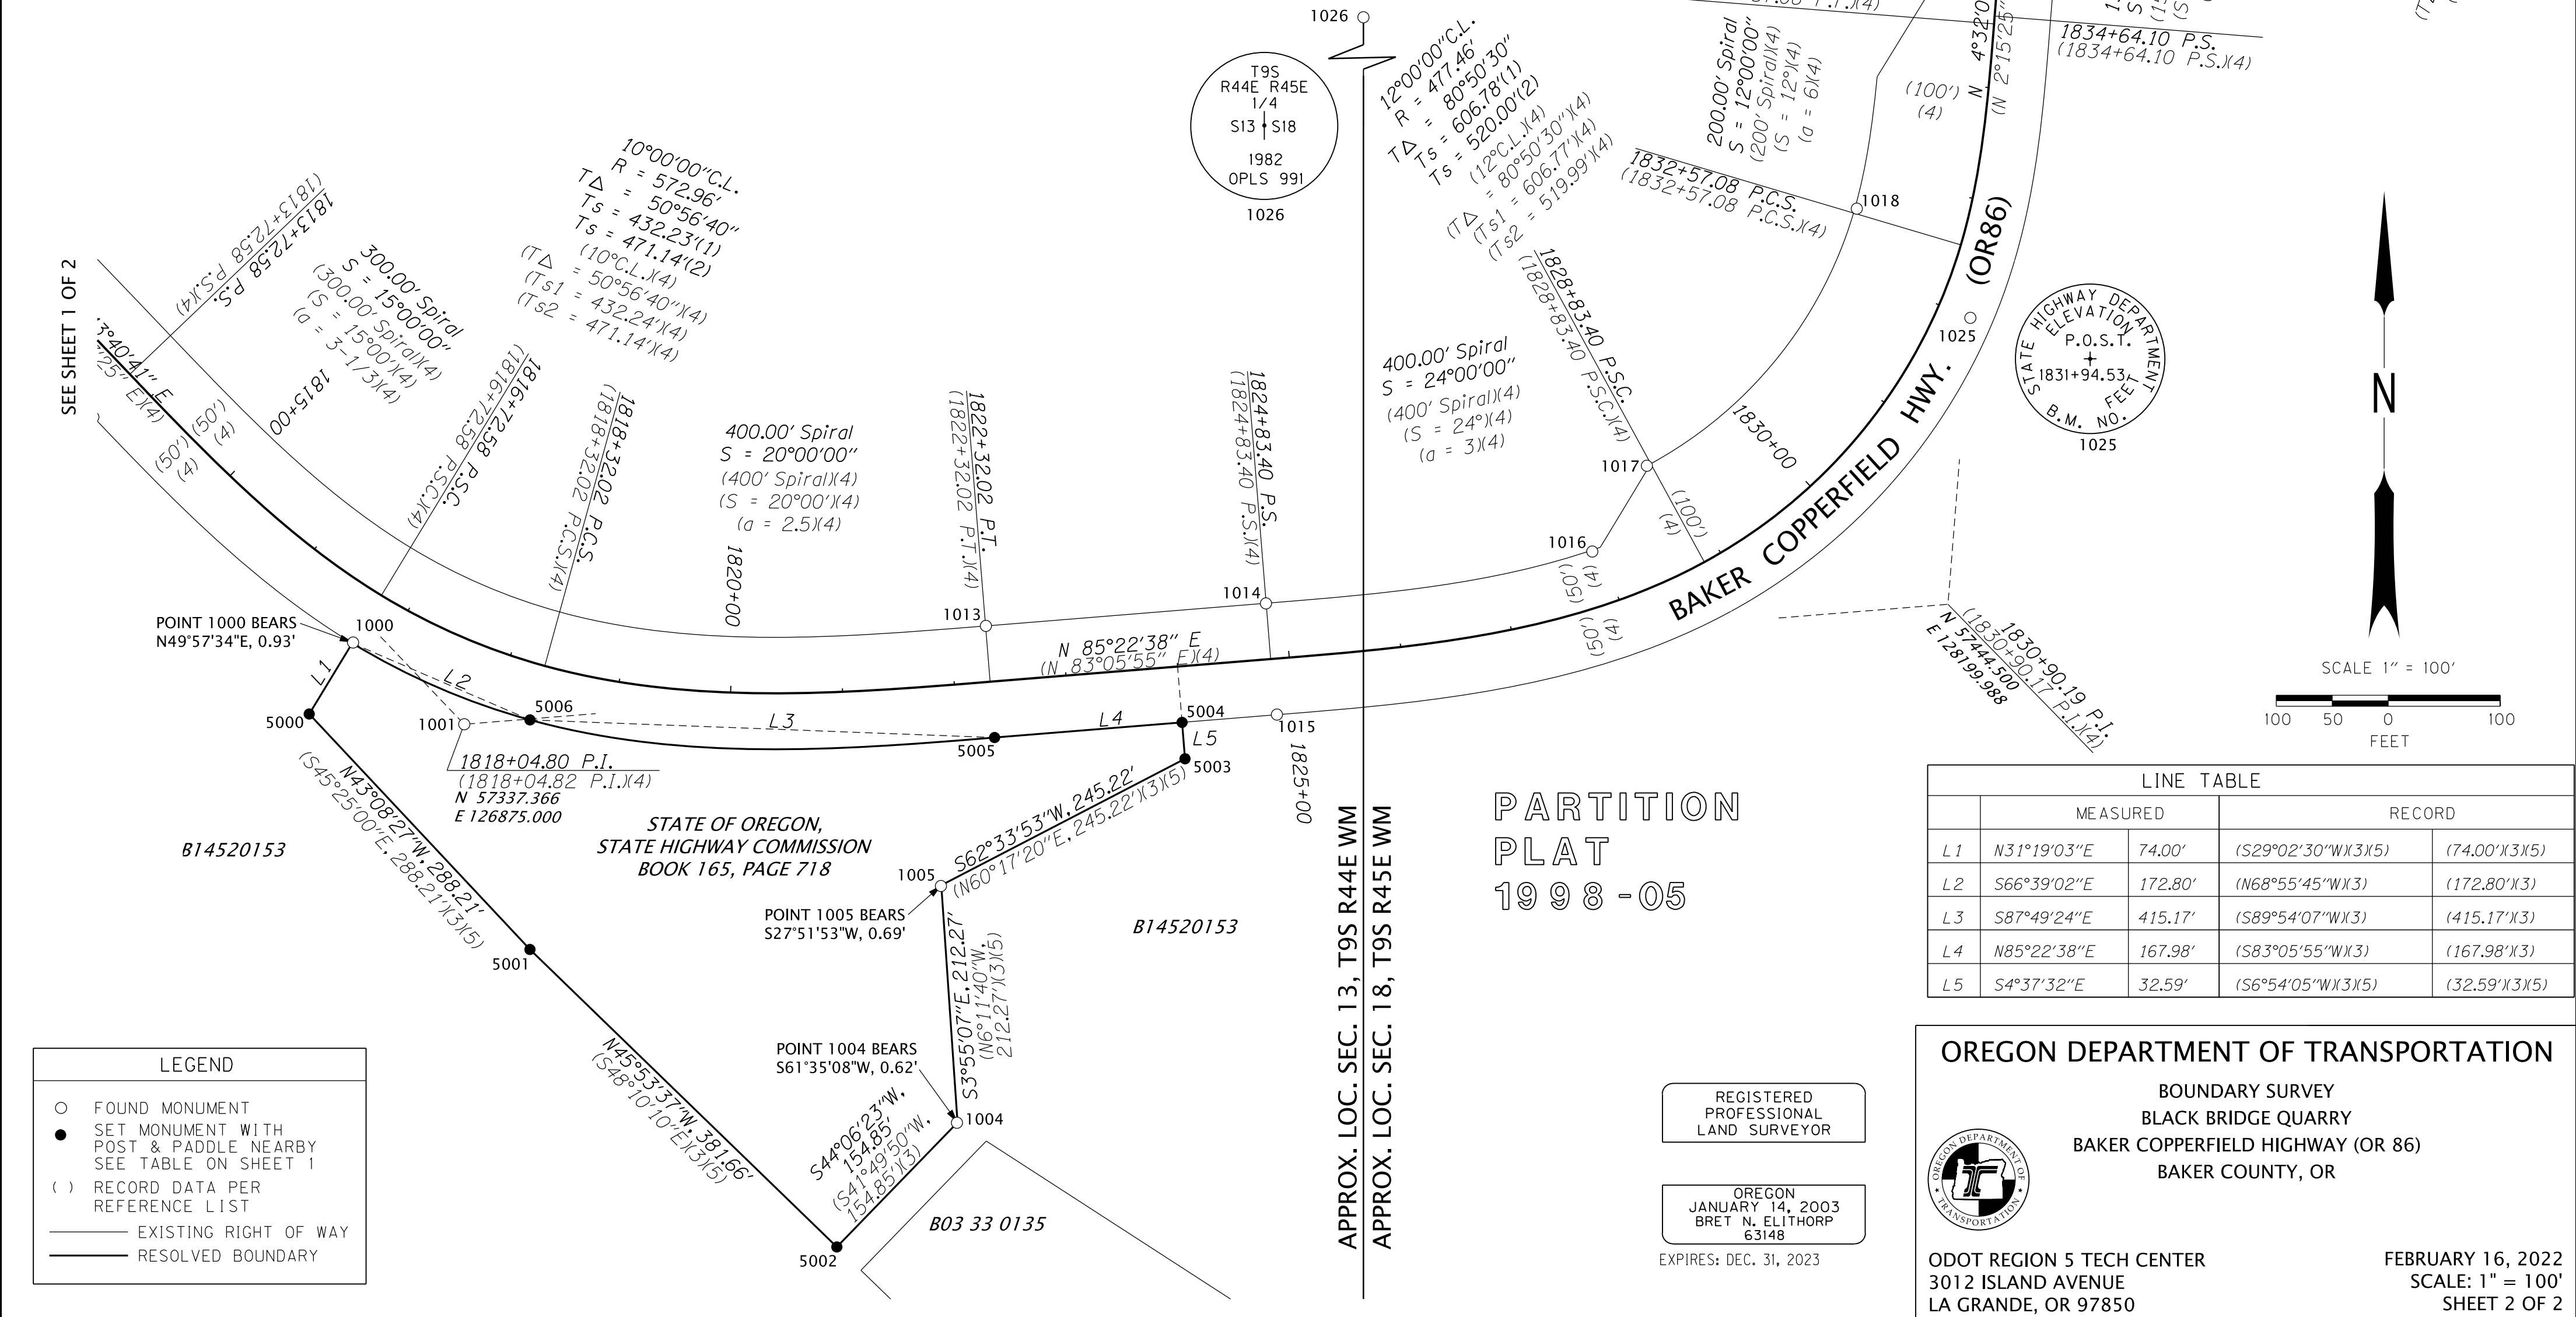 SEE SHEET 1 OF 2
1813+72.58 P.S.
(1813+72.58 P.S.)(4)
300.00' Spiral
S = 15°00'00"
(300.00' Spiral)(4)
(S = 15°00')(4)
(a = 3-1/3)(4)
1815+00
(50')
(4)
(50')
(4)
10°00'00"C.L.
R = 572.96'
T△ = 50°56'40"
Ts = 432.23'(1)
Ts = 471.14'(2)
(10°C.L.)(4)
(T△ = 50°56'40")(4)
(Ts1 = 432.24')(4)
(Ts2 = 471.14')(4)
1816+72.58 P.S.C.
(1816+72.58 P.S.C.)(4)
1818+32.02 P.C.S.
(1818+32.02 P.C.S.)(4)
400.00' Spiral
S = 20°00'00"
(400' Spiral)(4)
(S = 20°00')(4)
(a = 2.5)(4)
1820+00
1822+32.02 P.T.
(1822+32.02 P.T.)(4)
1824+83.40 P.S.
(1824+83.40 P.S.)(4)
1026
T9S
R44E R45E
1/4
S13 S18
1982
OPLS 991
1026
12°00'00"C.L.
R = 477.46'
T△ = 80°50'30"
Ts = 606.78'(1)
Ts = 520.00'(2)
(12°C.L.)(4)
(T△ = 80°50'30")(4)
(Ts1 = 606.77')(4)
(Ts2 = 519.99')(4)
400.00' Spiral
S = 24°00'00"
(400' Spiral)(4)
(S = 24°)(4)
(a = 3)(4)
1828+83.40 P.S.C.
(1828+83.40 P.S.C.)(4)
200.00' Spiral
S = 12°00'00"
(200' Spiral)(4)
(S = 12°)(4)
(a = 6)(4)
1832+57.08 P.C.S.
(1832+57.08 P.C.S.)(4)
1834+64.10 P.S.
(1834+64.10 P.S.)(4)
(100')
(4)
1018
1017
1016
1014
1013
1830+00
(100')
(4)
(50')
(4)
(50')
(4)
BAKER COPPERFIELD HWY. (OR86)
1025
STATE HIGHWAY DEPARTMENT
ELEVATION
P.O.S.T.
1831+94.53
FEET
B.M. NO.
1025
N
SCALE 1" = 100'
100 50 0 100
FEET
1830+90.19 P.I.
(1830+90.17 P.I.)(4)
N 57444.500
E 128199.988
N 85°22'38" E
(N 83°05'55" E)(4)
POINT 1000 BEARS
N49°57'34"E, 0.93'
1000
L1
L2
L3
L4
L5
5000
1001
5006
5005
5004
1015
5003
1825+00
1818+04.80 P.I.
(1818+04.82 P.I.)(4)
N 57337.366
E 126875.000
N43°08'27"W, 288.21'
(S45°25'00"E, 288.21')(3)(5)
B14520153
STATE OF OREGON,
STATE HIGHWAY COMMISSION
BOOK 165, PAGE 718
S62°33'53"W, 245.22'
(N60°17'20"E, 245.22')(3)(5)
1005
POINT 1005 BEARS
S27°51'53"W, 0.69'
B14520153
5001
S3°55'07"E, 212.27'
(N6°11'40"W,
212.27')(3)(5)
N45°53'37"W, 381.66'
(S48°10'10"E)(3)(5)
POINT 1004 BEARS
S61°35'08"W, 0.62'
1004
S44°06'23"W,
154.85'
(S41°49'50"W,
154.85')(3)
5002
B03 33 0135
APPROX. LOC. SEC. 13, T9S R44E WM
APPROX. LOC. SEC. 18, T9S R45E WM
PARTITION
PLAT
1998-05
LINE TABLE
MEASURED RECORD
L1 N31°19'03"E 74.00' (S29°02'30"W)(3)(5) (74.00')(3)(5)
L2 S66°39'02"E 172.80' (N68°55'45"W)(3) (172.80')(3)
L3 S87°49'24"E 415.17' (S89°54'07"W)(3) (415.17')(3)
L4 N85°22'38"E 167.98' (S83°05'55"W)(3) (167.98')(3)
L5 S4°37'32"E 32.59' (S6°54'05"W)(3)(5) (32.59')(3)(5)
LEGEND
FOUND MONUMENT
SET MONUMENT WITH
POST & PADDLE NEARBY
SEE TABLE ON SHEET 1
( ) RECORD DATA PER
REFERENCE LIST
EXISTING RIGHT OF WAY
RESOLVED BOUNDARY
REGISTERED
PROFESSIONAL
LAND SURVEYOR
OREGON
JANUARY 14, 2003
BRET N. ELITHORP
63148
EXPIRES: DEC. 31, 2023
OREGON DEPARTMENT OF TRANSPORTATION
BOUNDARY SURVEY
BLACK BRIDGE QUARRY
BAKER COPPERFIELD HIGHWAY (OR 86)
BAKER COUNTY, OR
OREGON DEPARTMENT OF TRANSPORTATION
ODOT REGION 5 TECH CENTER
3012 ISLAND AVENUE
LA GRANDE, OR 97850
FEBRUARY 16, 2022
SCALE: 1" = 100'
SHEET 2 OF 2